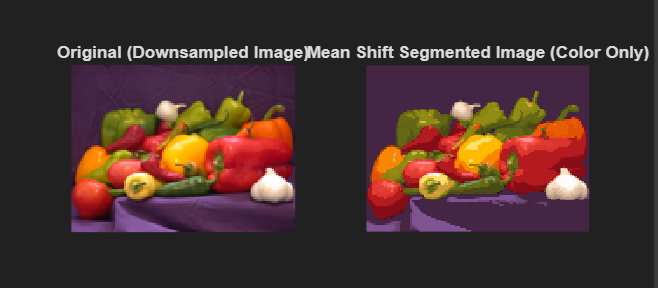 Original (Downsampled Image)
Mean Shift Segmented Image (Color Only)